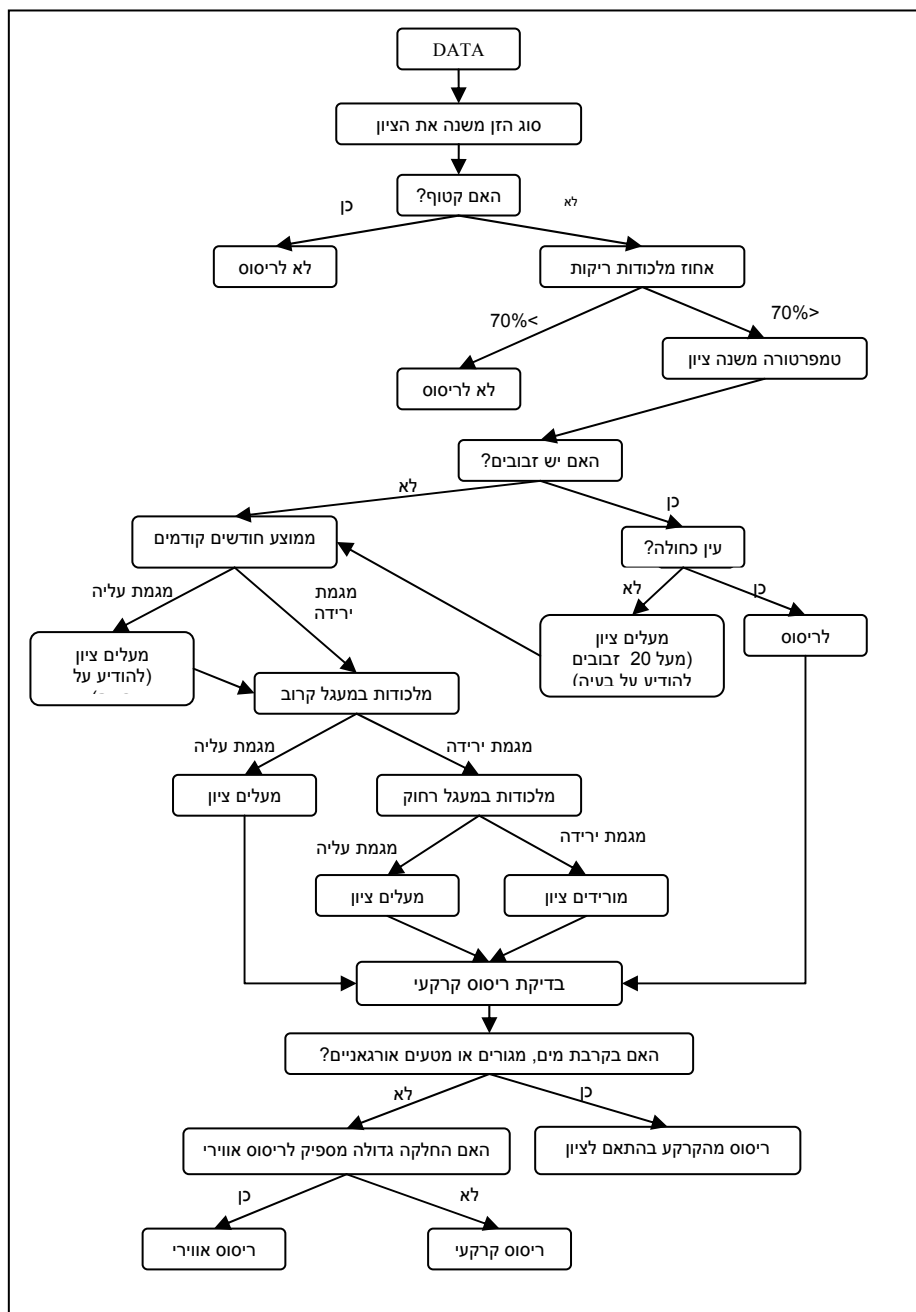 DATA
סוג הזן משנה את הציון
האם קטוף?
כן
לא
לא לריסוס
אחוז מלכודות ריקות
70%<
70%>
לא לריסוס
טמפרטורה משנה ציון
האם יש זבובים?
לא
כן
ממוצע חודשים קודמים
עין כחולה?
מגמת עליה
מגמת
ירידה
לא
כן
מעלים ציון
(להודיע על
מעלים ציון
(מעל 20 זבובים
להודיע על בעיה)
לריסוס
מלכודות במעגל קרוב
מגמת עליה
מגמת ירידה
מעלים ציון
מלכודות במעגל רחוק
מגמת עליה
מגמת ירידה
מעלים ציון
מורידים ציון
בדיקת ריסוס קרקעי
האם בקרבת מים, מגורים או מטעים אורגאניים?
לא
כן
האם החלקה גדולה מספיק לריסוס אווירי
ריסוס מהקרקע בהתאם לציון
כן
לא
ריסוס אווירי
ריסוס קרקעי